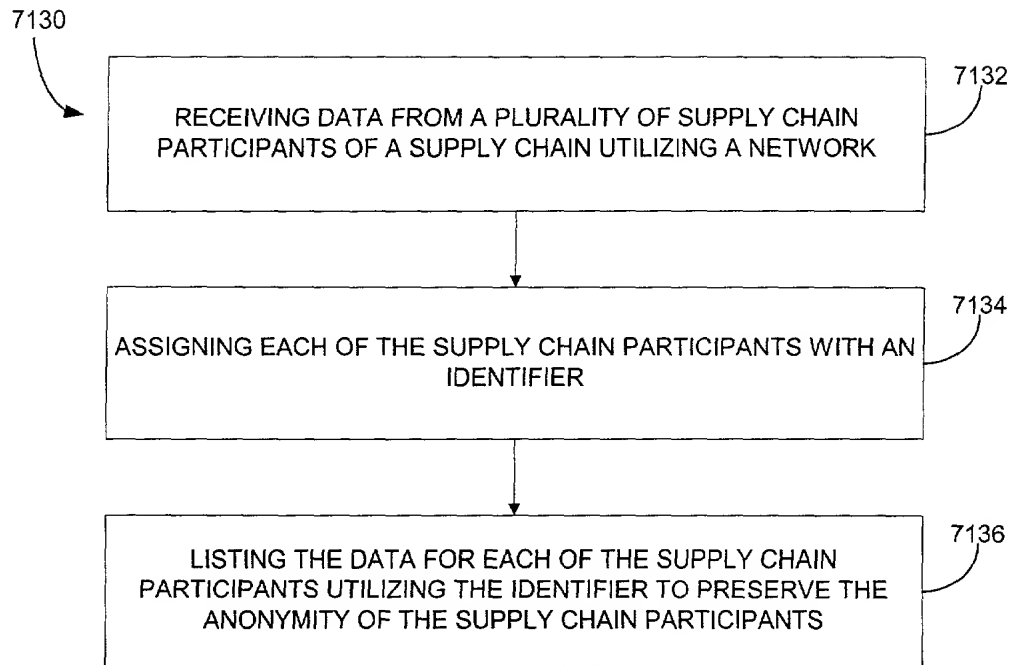 7130
7132
RECEIVING DATA FROM A PLURALITY OF SUPPLY CHAIN
PARTICIPANTS OF A SUPPLY CHAIN UTILIZING A NETWORK
7134
ASSIGNING EACH OF THE SUPPLY CHAIN PARTICIPANTS WITH AN
IDENTIFIER
7136
LISTING THE DATA FOR EACH OF THE SUPPLY CHAIN
PARTICIPANTS UTILIZING THE IDENTIFIER TO PRESERVE THE
ANONYMITY OF THE SUPPLY CHAIN PARTICIPANTS